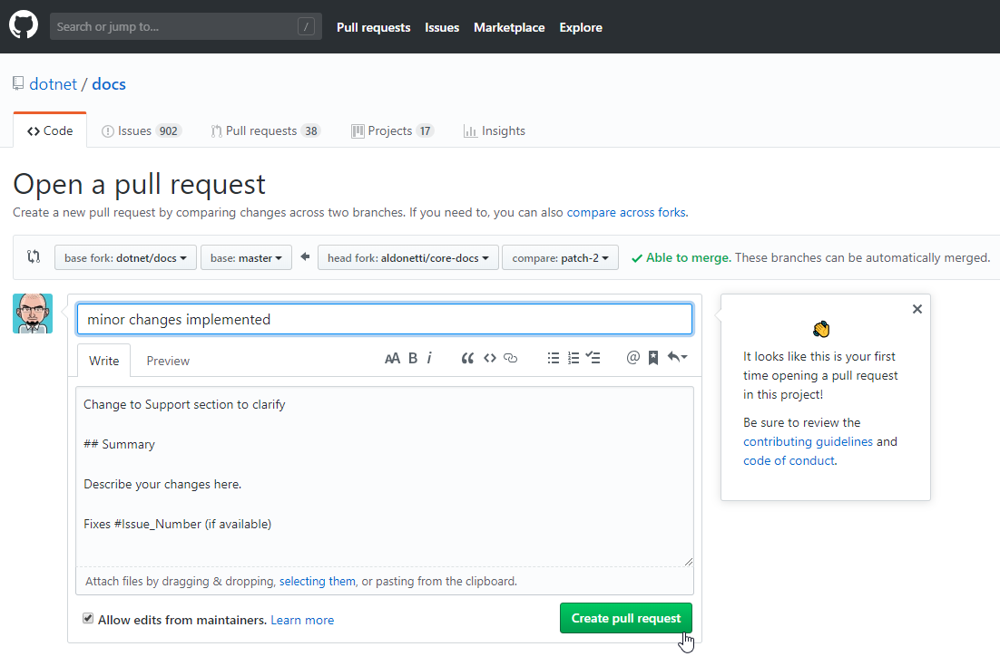 Search or jump to... / Pull requests Issues Marketplace Explore
dotnet / docs
Code Issues 902 Pull requests 38 Projects 17 Insights
Open a pull request
Create a new pull request by comparing changes across two branches. If you need to, you can also compare across forks.
base fork: dotnet/docs base: master head fork: aldonetti/core-docs compare: patch-2 Able to merge. These branches can be automatically merged.
minor changes implemented
Write Preview AA B i @
Change to Support section to clarify
## Summary
Describe your changes here.
Fixes #Issue_Number (if available)
Attach files by dragging & dropping, selecting them, or pasting from the clipboard.
Allow edits from maintainers. Learn more
Create pull request
It looks like this is your first
time opening a pull request
in this project!
Be sure to review the
contributing guidelines and
code of conduct.